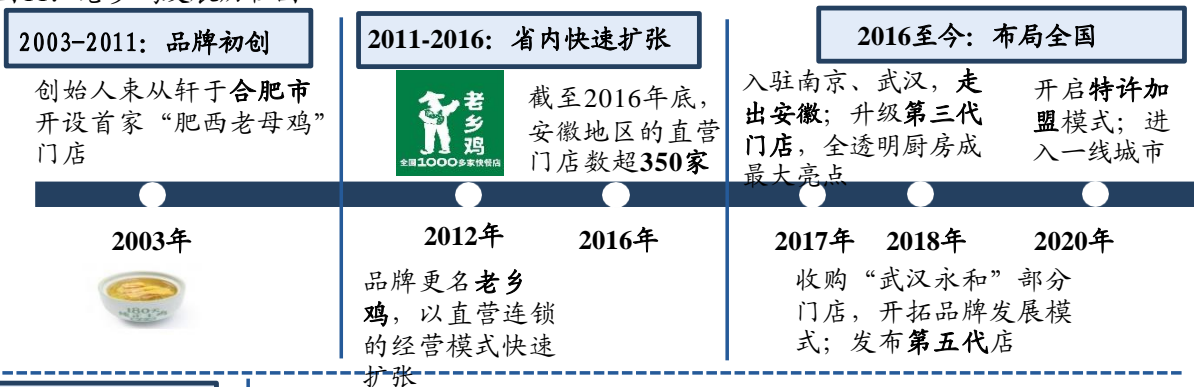 2003-2011：品牌初创
2011-2016：省内快速扩张
2016至今：布局全国
创始人束从轩于合肥市
开设首家“肥西老母鸡”
门店
老
乡
鸡
全国1000多家快餐店
截至2016年底，
安徽地区的直营
门店数超350家
入驻南京、武汉，走
出安徽；升级第三代
门店，全透明厨房成
最大亮点
开启特许加
盟模式；进
入一线城市
2003年
2012年
2016年
2017年
2018年
2020年
180天
品牌更名老乡
鸡，以直营连锁
的经营模式快速
扩张
收购“武汉永和”部分
门店，开拓品牌发展模
式；发布第五代店